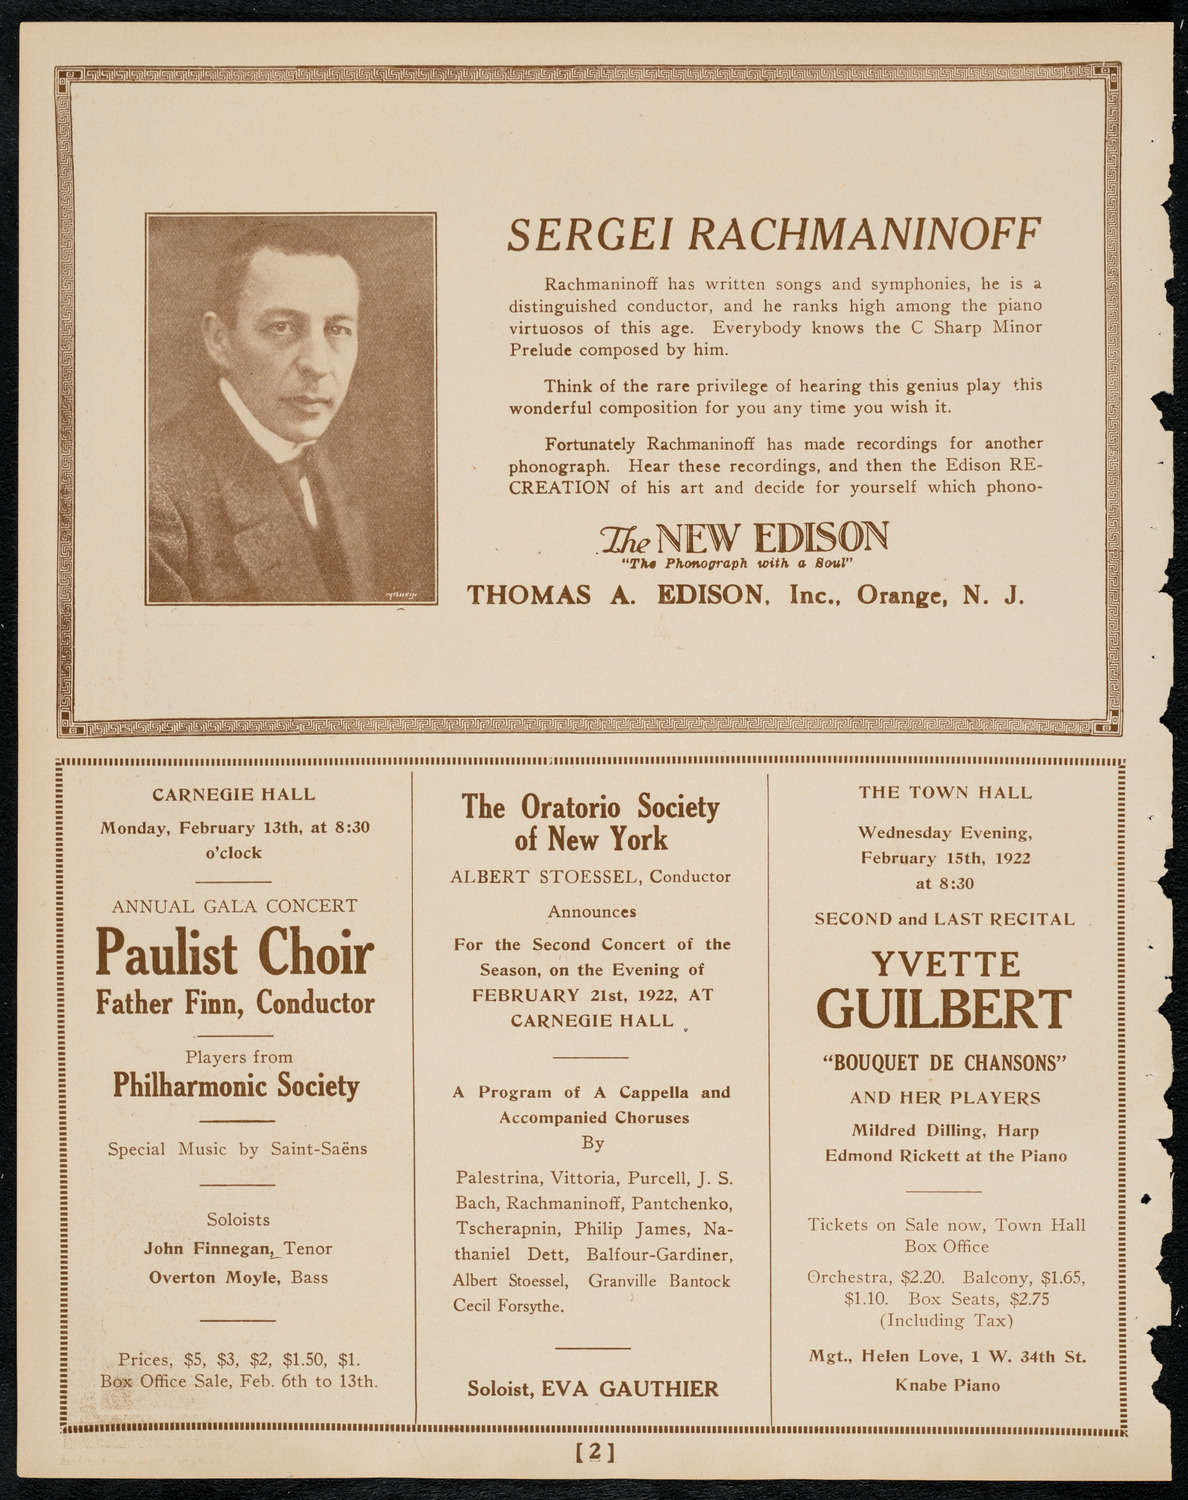 SERGEI RACHMANINOFF
Rachmaninoff has written songs and symphonies, he is a
distinguished conductor, and he ranks high among the piano
virtuosos of this age. Everybody knows the C Sharp Minor
Prelude composed by him.
Think of the rare privilege of hearing this genius play this
wonderful composition for you any time you wish it.
Fortunately Rachmaninoff has made recordings for another
phonograph. Hear these recordings, and then the Edison RE-
CREATION of his art and decide for yourself which phono-
The NEW EDISON
"The Phonograph with a Soul"
THOMAS A. EDISON, Inc., Orange, N. J.
MISHKIN
CARNEGIE HALL
Monday, February 13th, at 8:30
o'clock
ANNUAL GALA CONCERT
Paulist Choir
Father Finn, Conductor
Players from
Philharmonic Society
Special Music by Saint-Saëns
Soloists
John Finnegan, Tenor
Overton Moyle, Bass
Prices, $5, $3, $2, $1.50, $1.
Box Office Sale, Feb. 6th to 13th.
The Oratorio Society
of New York
ALBERT STOESSEL, Conductor
Announces
For the Second Concert of the
Season, on the Evening of
FEBRUARY 21st, 1922, AT
CARNEGIE HALL
A Program of A Cappella and
Accompanied Choruses
By
Palestrina, Vittoria, Purcell, J. S.
Bach, Rachmaninoff, Pantchenko,
Tscherapnin, Philip James, Na-
thaniel Dett, Balfour-Gardiner,
Albert Stoessel, Granville Bantock
Cecil Forsythe.
Soloist, EVA GAUTHIER
THE TOWN HALL
Wednesday Evening,
February 15th, 1922
at 8:30
SECOND and LAST RECITAL
YVETTE
GUILBERT
"BOUQUET DE CHANSONS"
AND HER PLAYERS
Mildred Dilling, Harp
Edmond Rickett at the Piano
Tickets on Sale now, Town Hall
Box Office
Orchestra, $2.20. Balcony, $1.65,
$1.10. Box Seats, $2.75
(Including Tax)
Mgt., Helen Love, 1 W. 34th St.
Knabe Piano
[2]